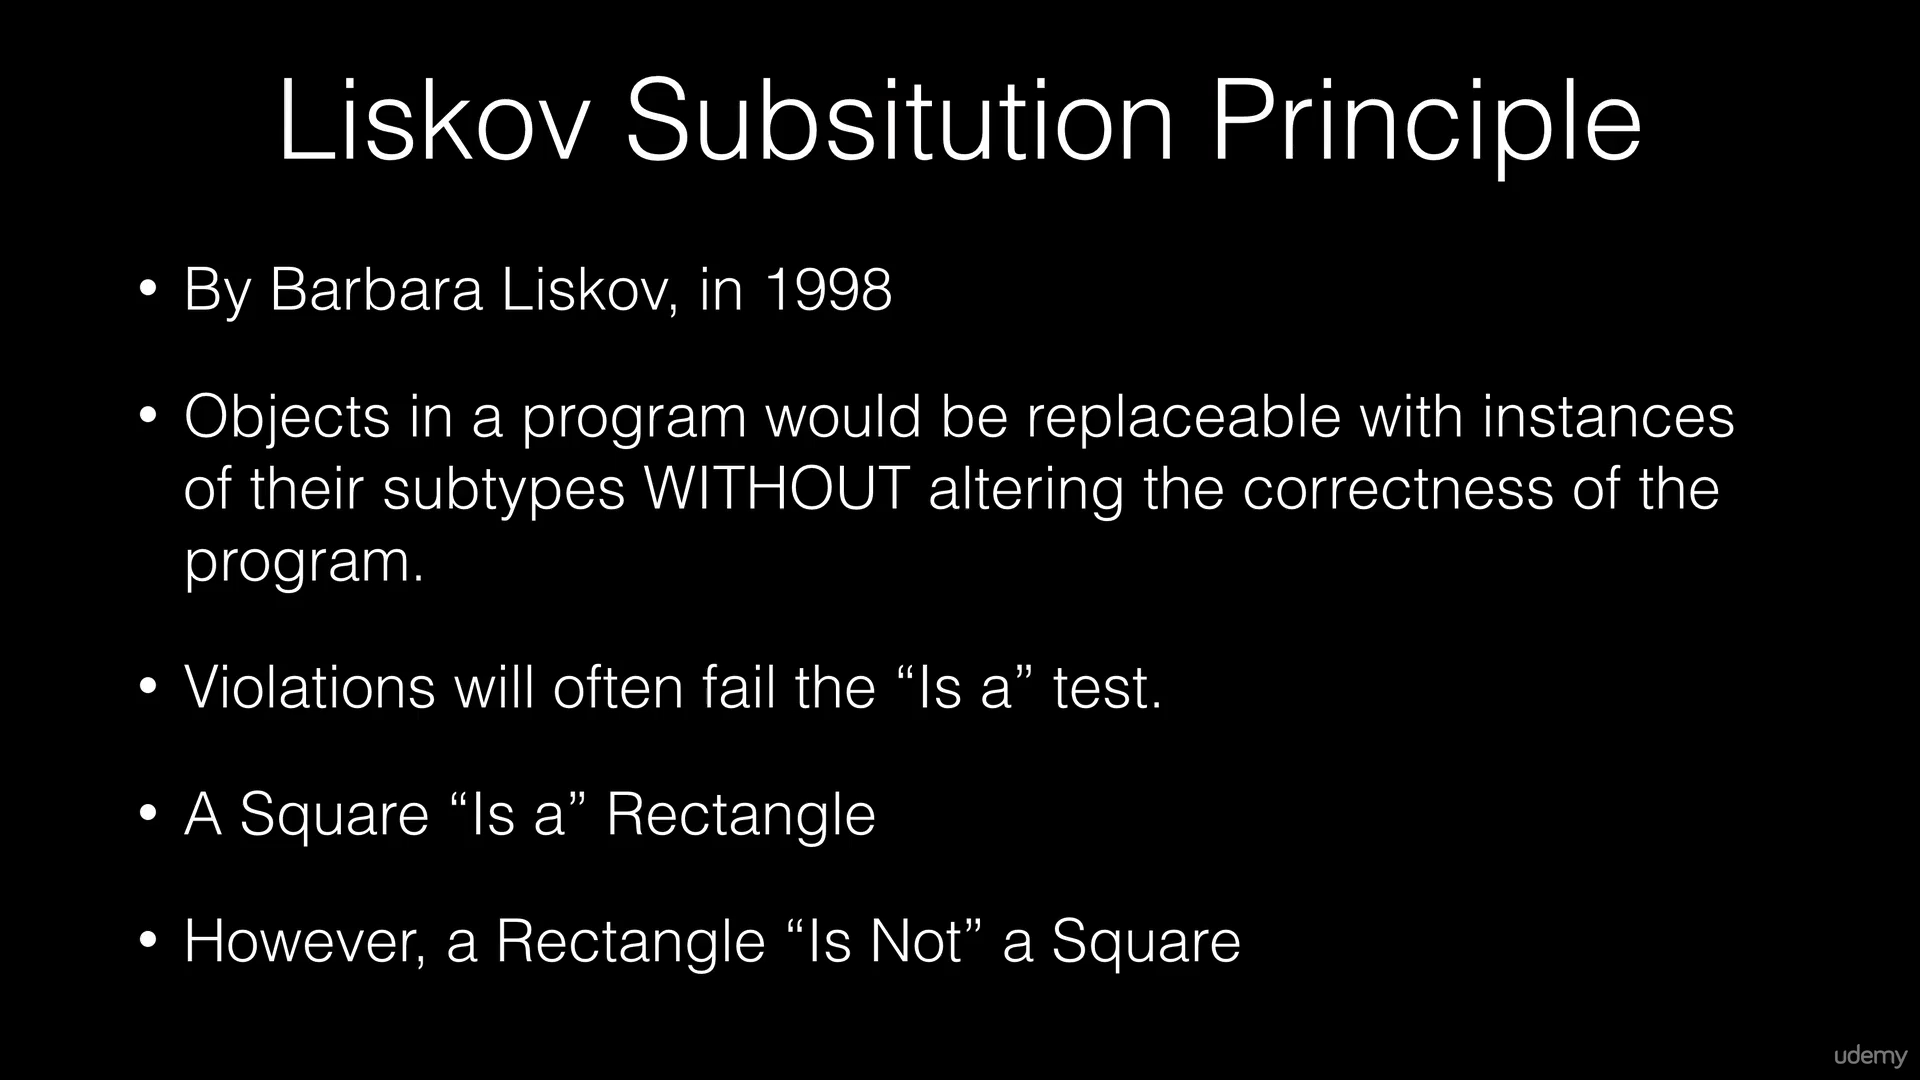 Liskov Subsitution Principle
• By Barbara Liskov, in 1998
• Objects in a program would be replaceable with instances
of their subtypes WITHOUT altering the correctness of the
program.
• Violations will often fail the “Is a” test.
• A Square “Is a” Rectangle
• However, a Rectangle “Is Not” a Square
udemy